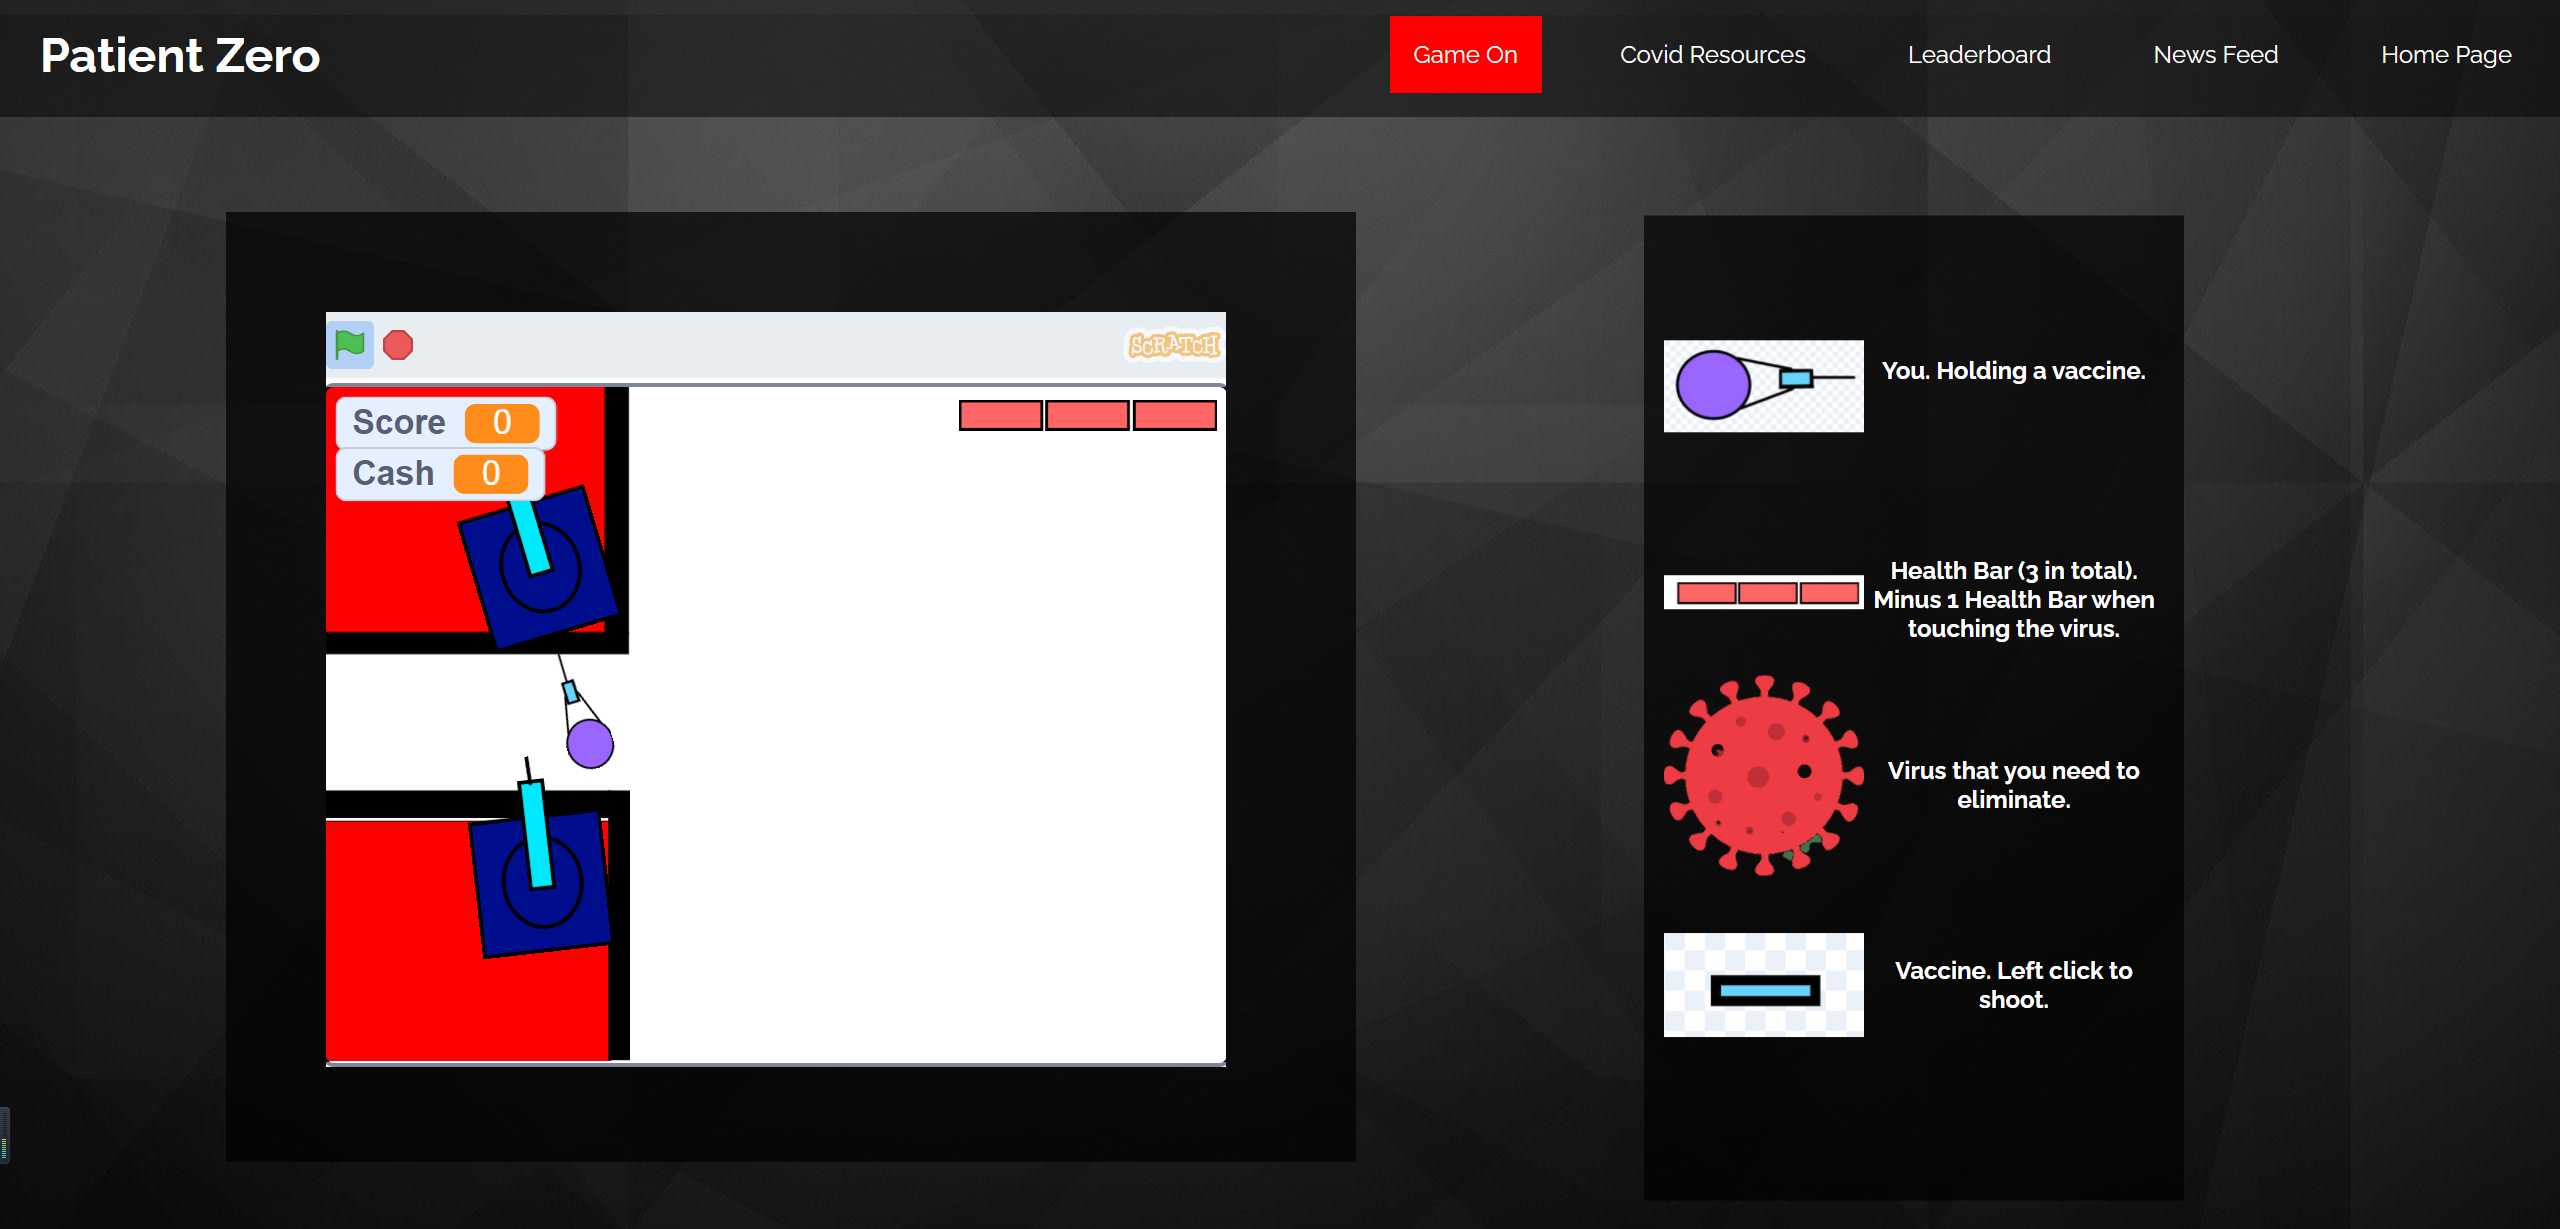 Patient Zero
Game On
Covid Resources
Leaderboard
News Feed
Home Page
SCRATCH
Score 0
Cash 0
You. Holding a vaccine.
Health Bar (3 in total).
Minus 1 Health Bar when
touching the virus.
Virus that you need to
eliminate.
Vaccine. Left click to
shoot.